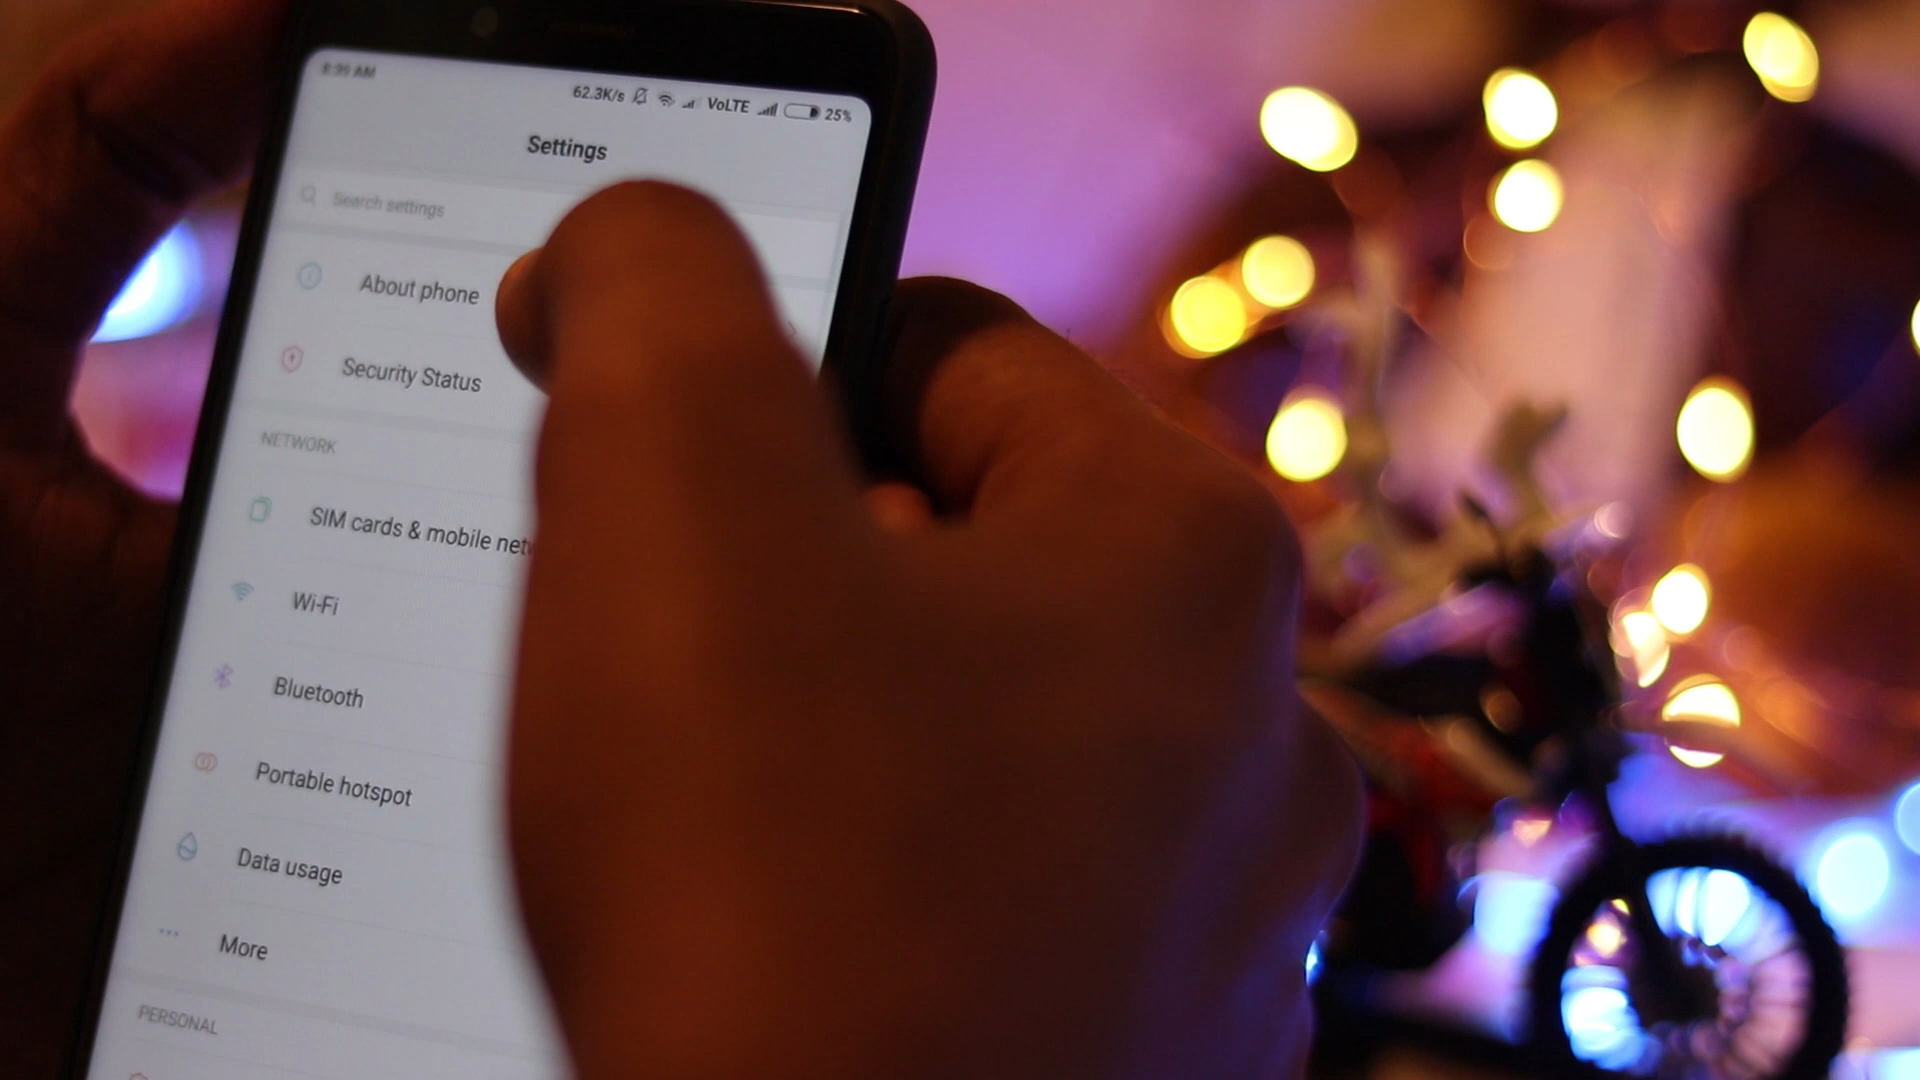 62.3K/s VoLTE 25%
Settings
Search settings
About phone
Security Status
NETWORK
SIM cards & mobile
Wi-Fi
Bluetooth
Portable hotspot
Data usage
More
PERSONAL